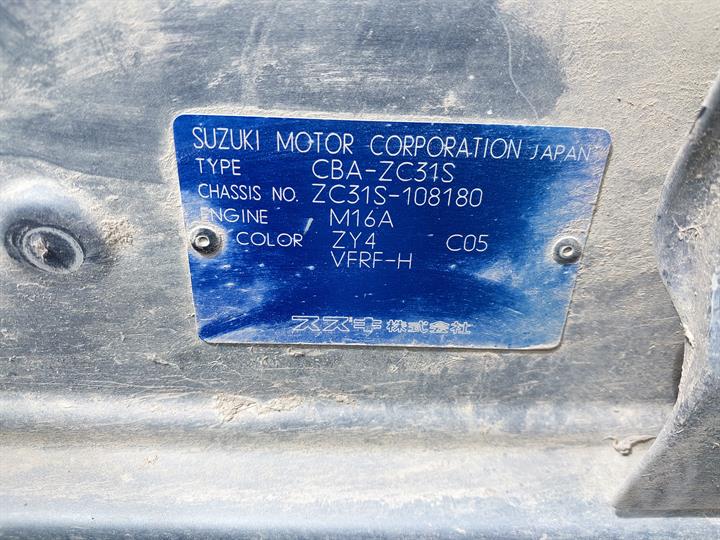 SUZUKI MOTOR CORPORATION JAPAN
TYPE CBA-ZC31S
CHASSIS NO. ZC31S-108180
ENGINE M16A
COLOR ZY4 C05
VFRF-H
スズキ株式会社